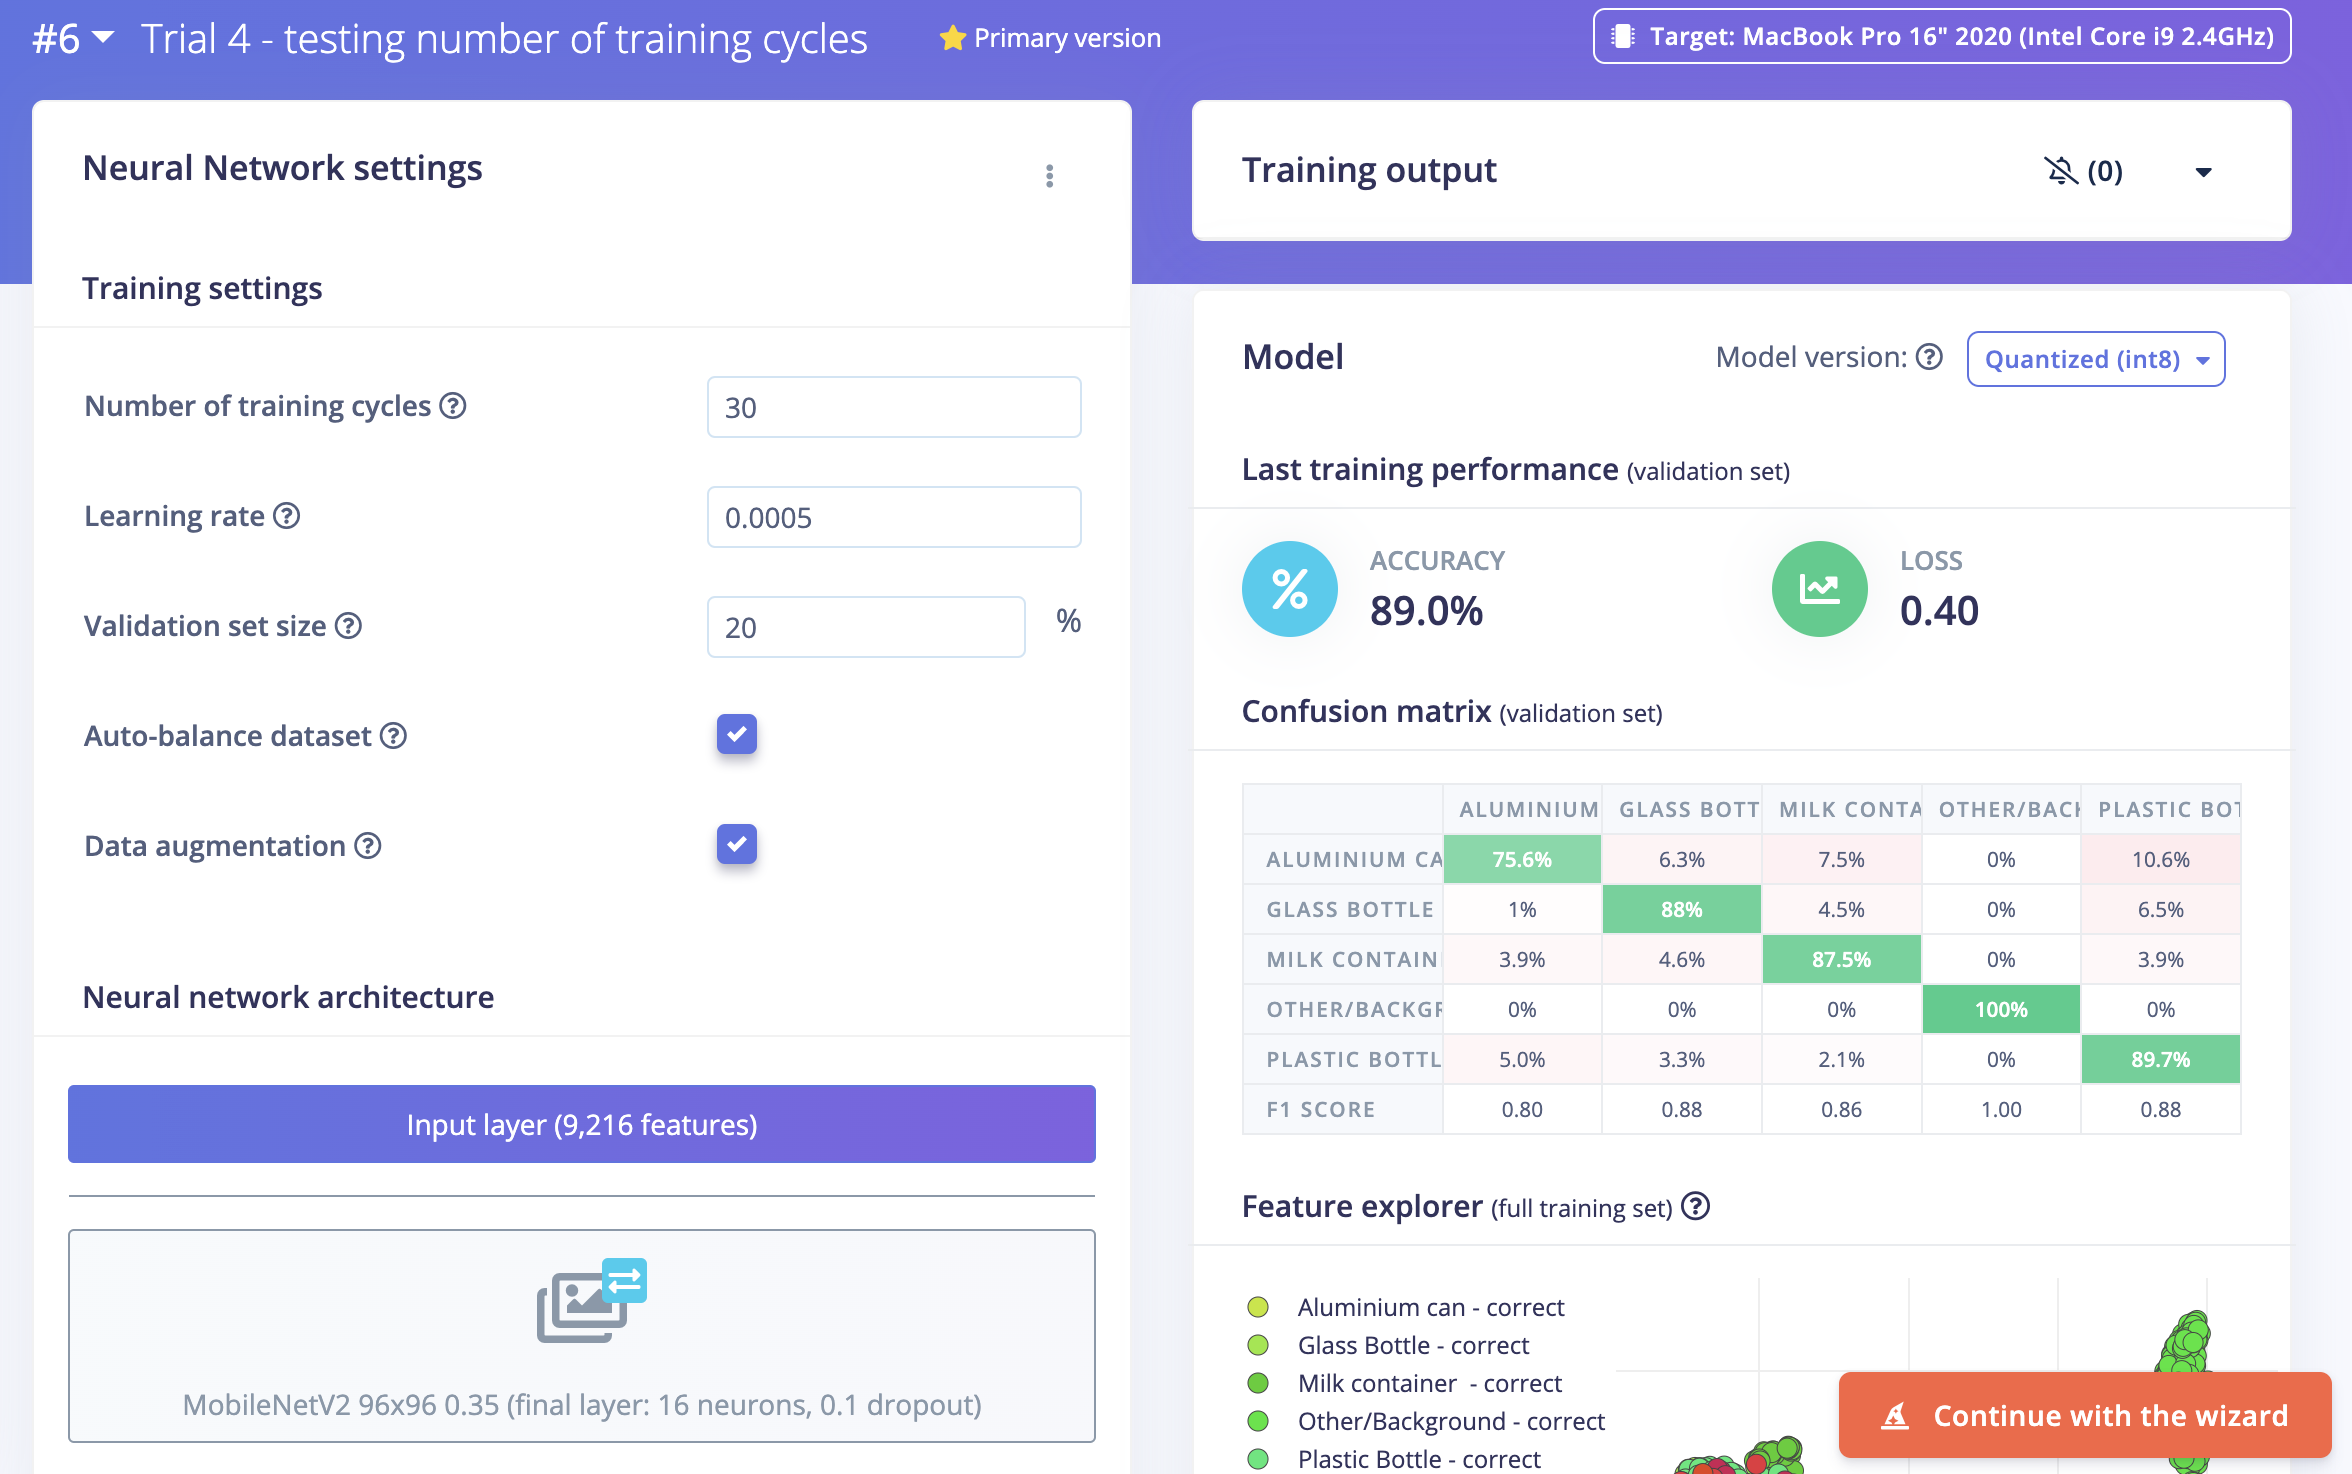 #6 Trial 4 - testing number of training cycles Primary version Target: MacBook Pro 16" 2020 (Intel Core i9 2.4GHz)
Neural Network settings
Training settings
Number of training cycles ? 30
Learning rate ? 0.0005
Validation set size ? 20 %
Auto-balance dataset ?
Data augmentation ?
Neural network architecture
Input layer (9,216 features)
MobileNetV2 96x96 0.35 (final layer: 16 neurons, 0.1 dropout)
Training output (0)
Model Model version: ? Quantized (int8)
Last training performance (validation set)
% ACCURACY LOSS
89.0% 0.40
Confusion matrix (validation set)
ALUMINIUM GLASS BOTT MILK CONTA OTHER/BACK PLASTIC BOT
ALUMINIUM CA 75.6% 6.3% 7.5% 0% 10.6%
GLASS BOTTLE 1% 88% 4.5% 0% 6.5%
MILK CONTAIN 3.9% 4.6% 87.5% 0% 3.9%
OTHER/BACKGR 0% 0% 0% 100% 0%
PLASTIC BOTTL 5.0% 3.3% 2.1% 0% 89.7%
F1 SCORE 0.80 0.88 0.86 1.00 0.88
Feature explorer (full training set) ?
Aluminium can - correct
Glass Bottle - correct
Milk container - correct
Other/Background - correct
Plastic Bottle - correct
Continue with the wizard